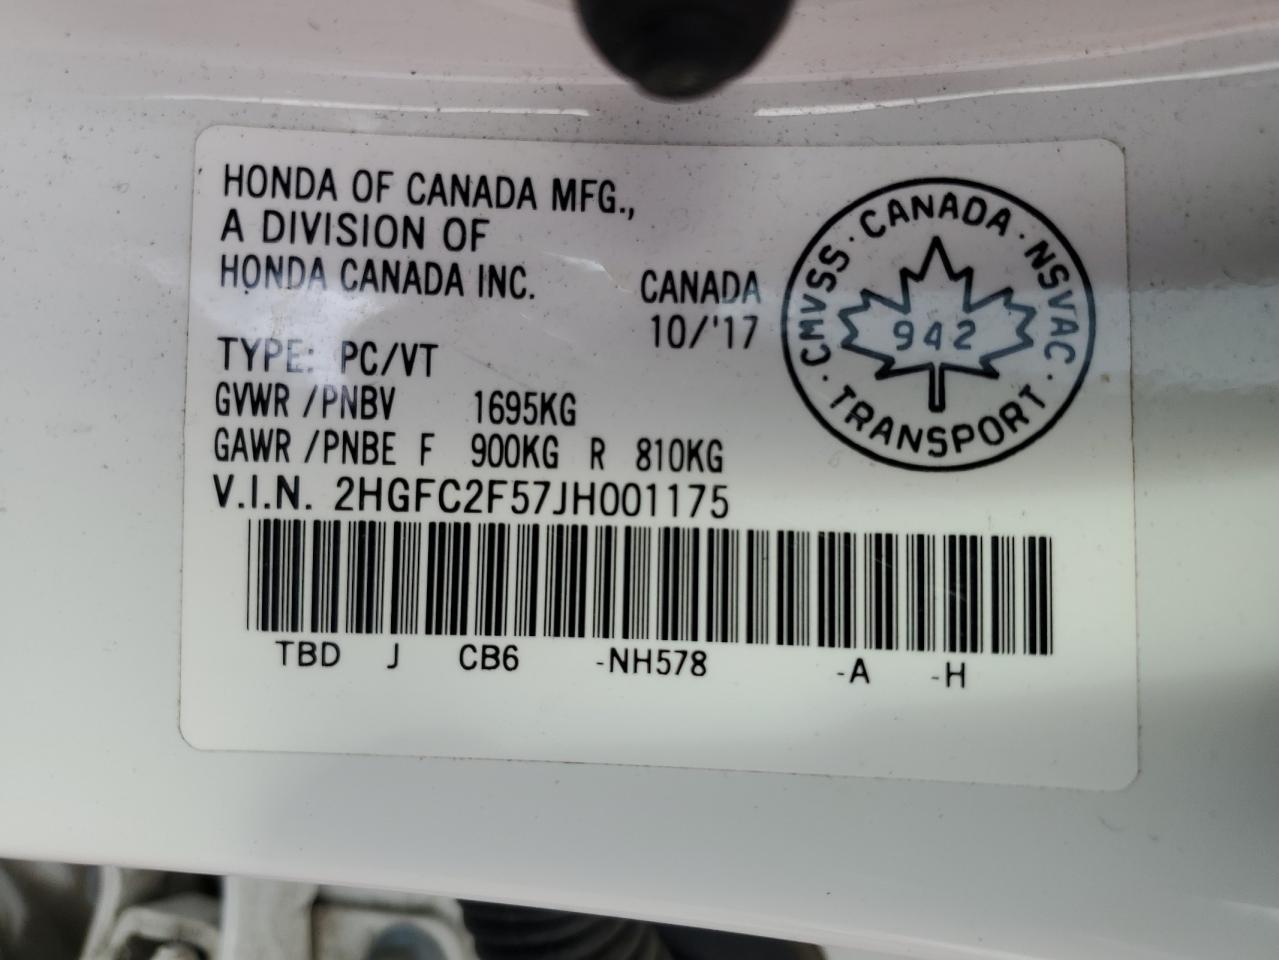 HONDA OF CANADA MFG.,
A DIVISION OF
HONDA CANADA INC.
CANADA
10/'17
TYPE: PC/VT
GVWR /PNBV 1695KG
GAWR /PNBE F 900KG R 810KG
V.I.N. 2HGFC2F57JH001175
TBD J CB6 -NH578 -A -H
CMVSS · CANADA · NSVAC · TRANSPORT ·
942